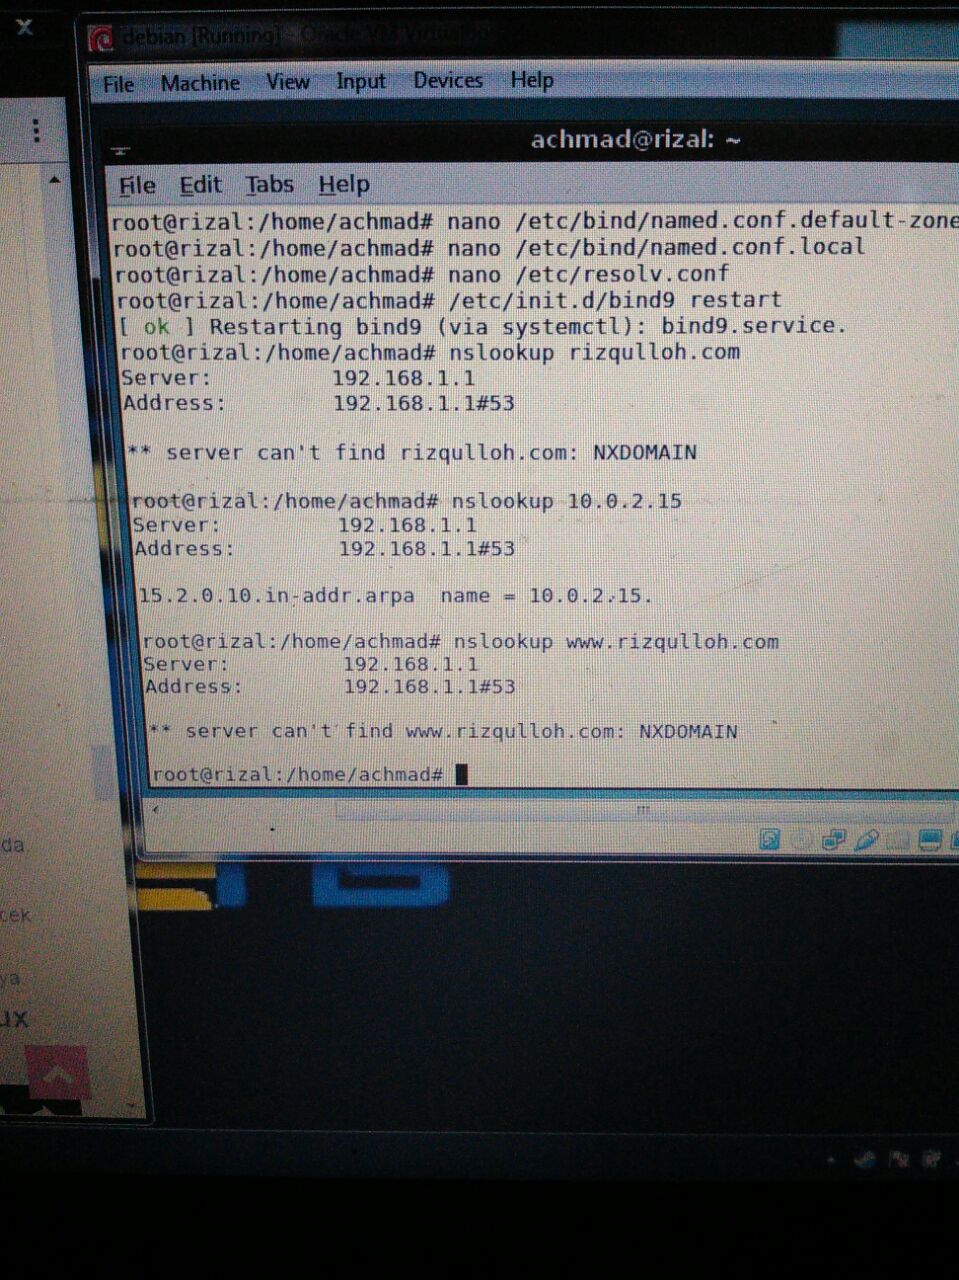 x
debian [Running] - Oracle VM VirtualBo
File Machine View Input Devices Help
achmad@rizal: ~
File Edit Tabs Help
root@rizal:/home/achmad# nano /etc/bind/named.conf.default-zone
root@rizal:/home/achmad# nano /etc/bind/named.conf.local
root@rizal:/home/achmad# nano /etc/resolv.conf
root@rizal:/home/achmad# /etc/init.d/bind9 restart
[ ok ] Restarting bind9 (via systemctl): bind9.service.
root@rizal:/home/achmad# nslookup rizqulloh.com
Server: 192.168.1.1
Address: 192.168.1.1#53
** server can't find rizqulloh.com: NXDOMAIN
root@rizal:/home/achmad# nslookup 10.0.2.15
Server: 192.168.1.1
Address: 192.168.1.1#53
15.2.0.10.in-addr.arpa name = 10.0.2.15.
root@rizal:/home/achmad# nslookup www.rizqulloh.com
Server: 192.168.1.1
Address: 192.168.1.1#53
** server can't find www.rizqulloh.com: NXDOMAIN
root@rizal:/home/achmad#
da.
cek
ya
ux